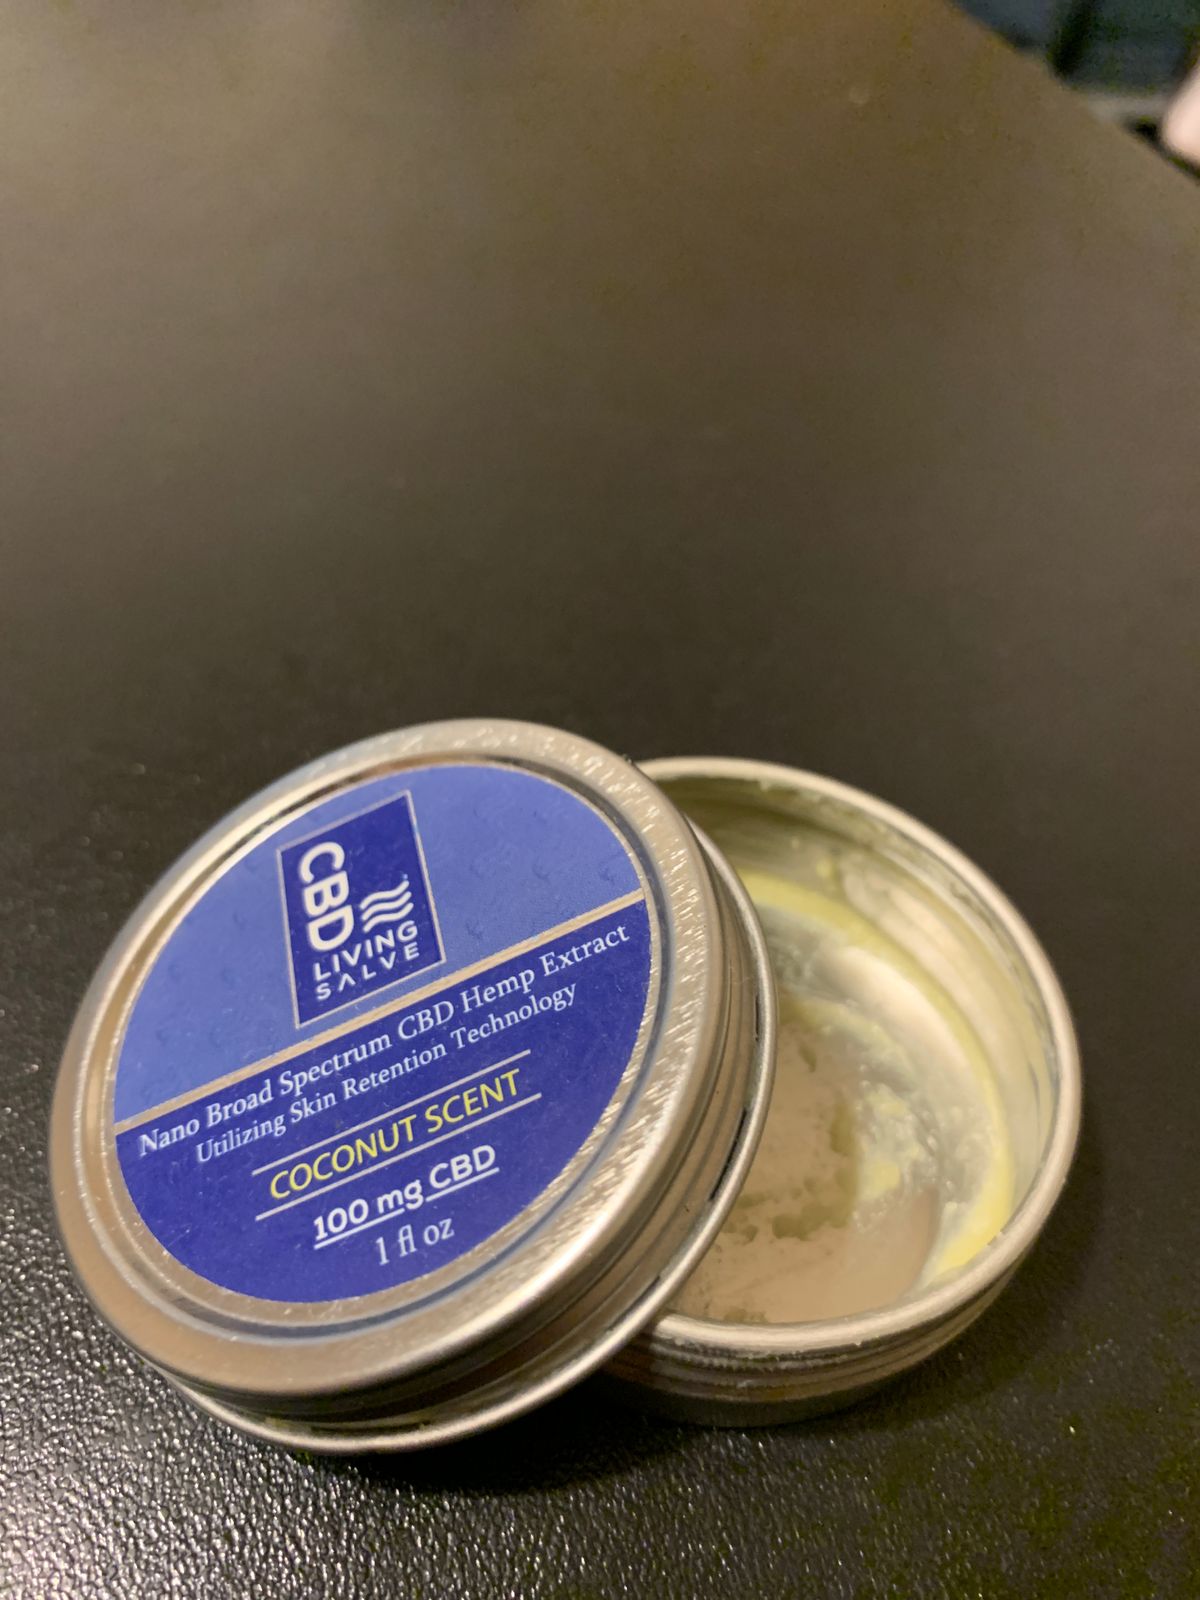 CBD
LIVING
SALVE
Nano Broad Spectrum CBD Hemp Extract
Utilizing Skin Retention Technology
COCONUT SCENT
100 mg CBD
1 fl oz